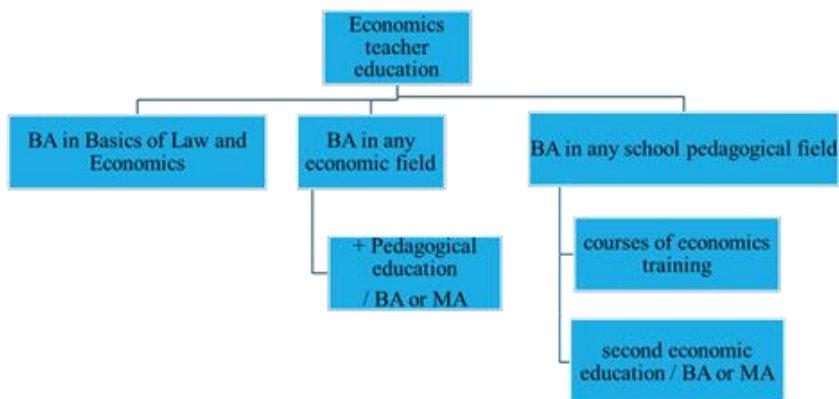 Economics
teacher
education
BA in Basics of Law and
Economics
BA in any
economic field
BA in any school pedagogical field
+ Pedagogical
education
/ BA or MA
courses of economics
training
second economic
education / BA or MA